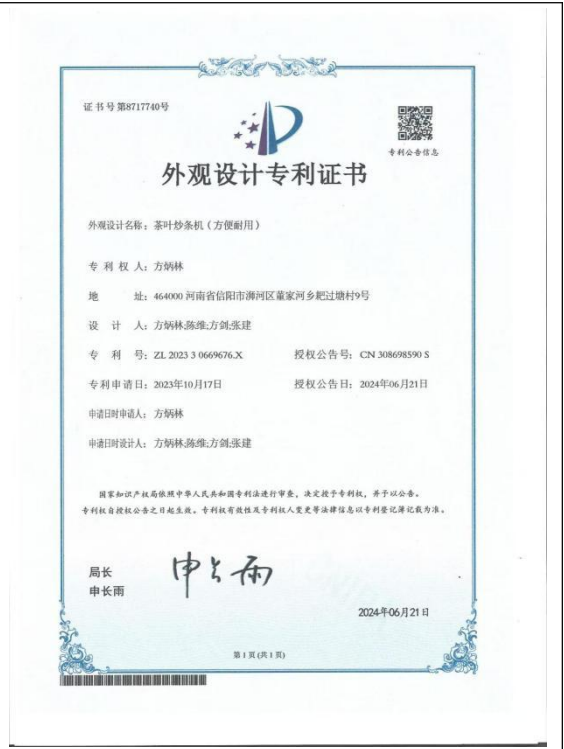 证书号第8717740号
专利公告信息
外观设计专利证书
外观设计名称：茶叶炒条机（方便耐用）
专利权人：方炳林
地址：464000 河南省信阳市浉河区董家河乡耙过塘村9号
设计人：方炳林;陈维;方剑;张建
专利号：ZL 2023 3 0669676.X 授权公告号：CN 308698590 S
专利申请日：2023年10月17日 授权公告日：2024年06月21日
申请日时申请人：方炳林
申请日时设计人：方炳林;陈维;方剑;张建
国家知识产权局依照中华人民共和国专利法进行审查，决定授予专利权，并予以公告。
专利权自授权公告之日起生效。专利权有效性及专利权人变更等法律信息以专利登记簿记载为准。
局长
申长雨
申长雨
2024年06月21日
第1页(共1页)